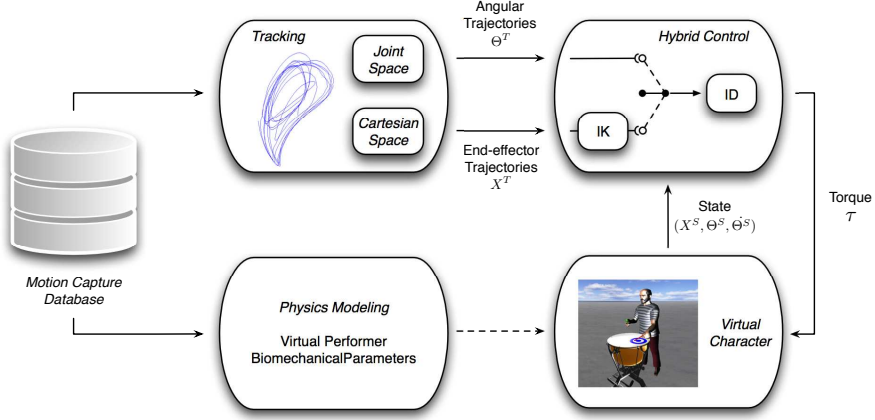 Tracking
Joint
Space
Cartesian
Space
Angular
Trajectories
Θ^T
End-effector
Trajectories
X^T
Hybrid Control
ID
IK
Torque
τ
State
(X^S, Θ^S, Θ̇^S)
Motion Capture
Database
Physics Modeling
Virtual Performer
BiomechanicalParameters
Virtual
Character